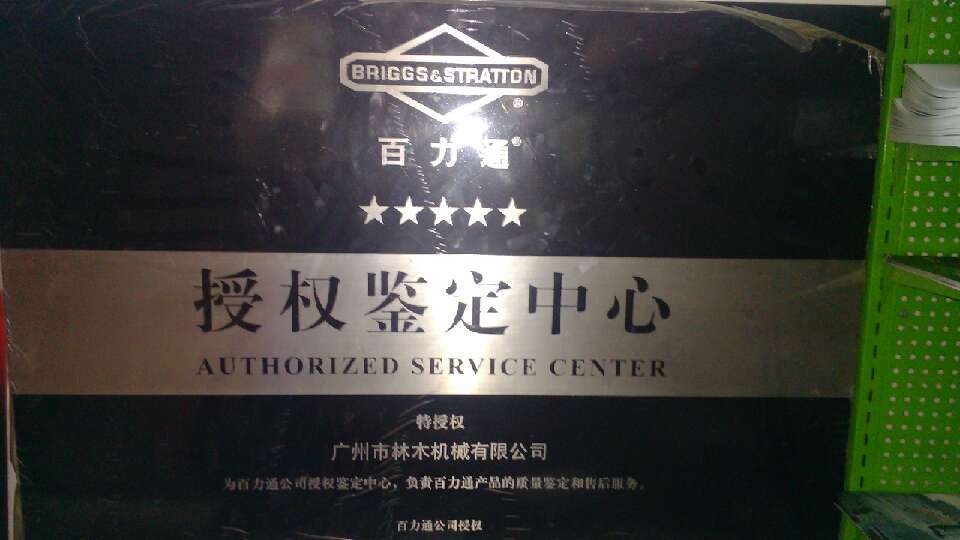 BRIGGS&STRATTON
®
百力通®
授权鉴定中心
AUTHORIZED SERVICE CENTER
特授权
广州市林木机械有限公司
为百力通公司授权鉴定中心，负责百力通产品的质量鉴定和售后服务。
百力通公司授权